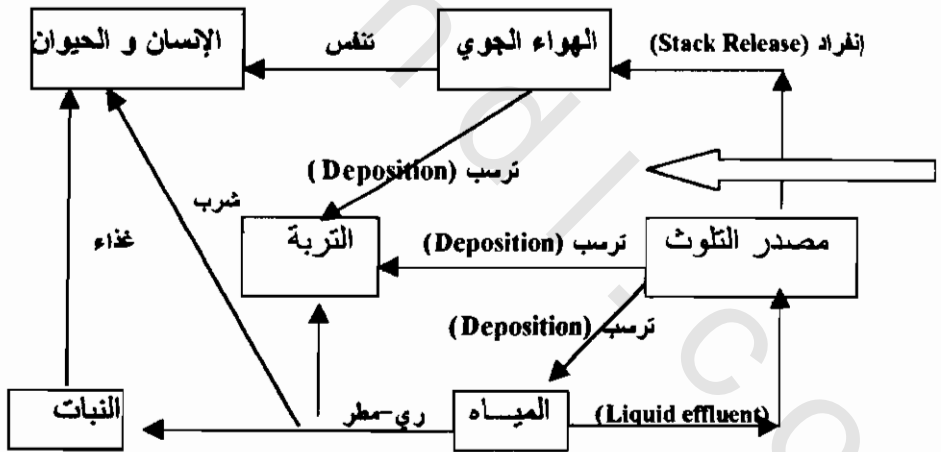 الإنسان و الحيوان
تنفس
الهواء الجوي
إنفراد (Stack Release)
ترسب (Deposition)
شرب
غذاء
التربة
ترسب (Deposition)
مصدر التلوث
ترسب (Deposition)
النبات
ري-مطر
الميـــاه
(Liquid effluent)